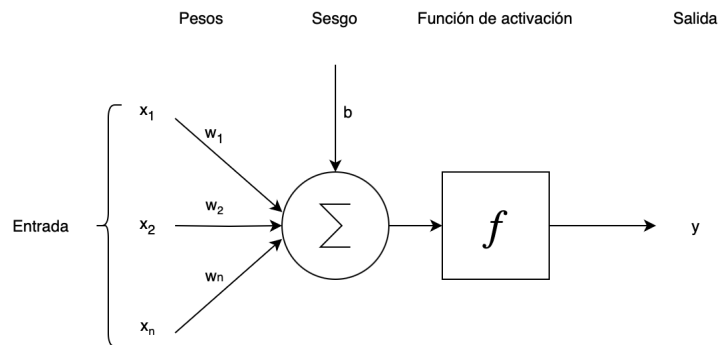 Pesos
Sesgo
Función de activación
Salida
Entrada
x1
x2
xn
w1
w2
wn
b
∑
f
y